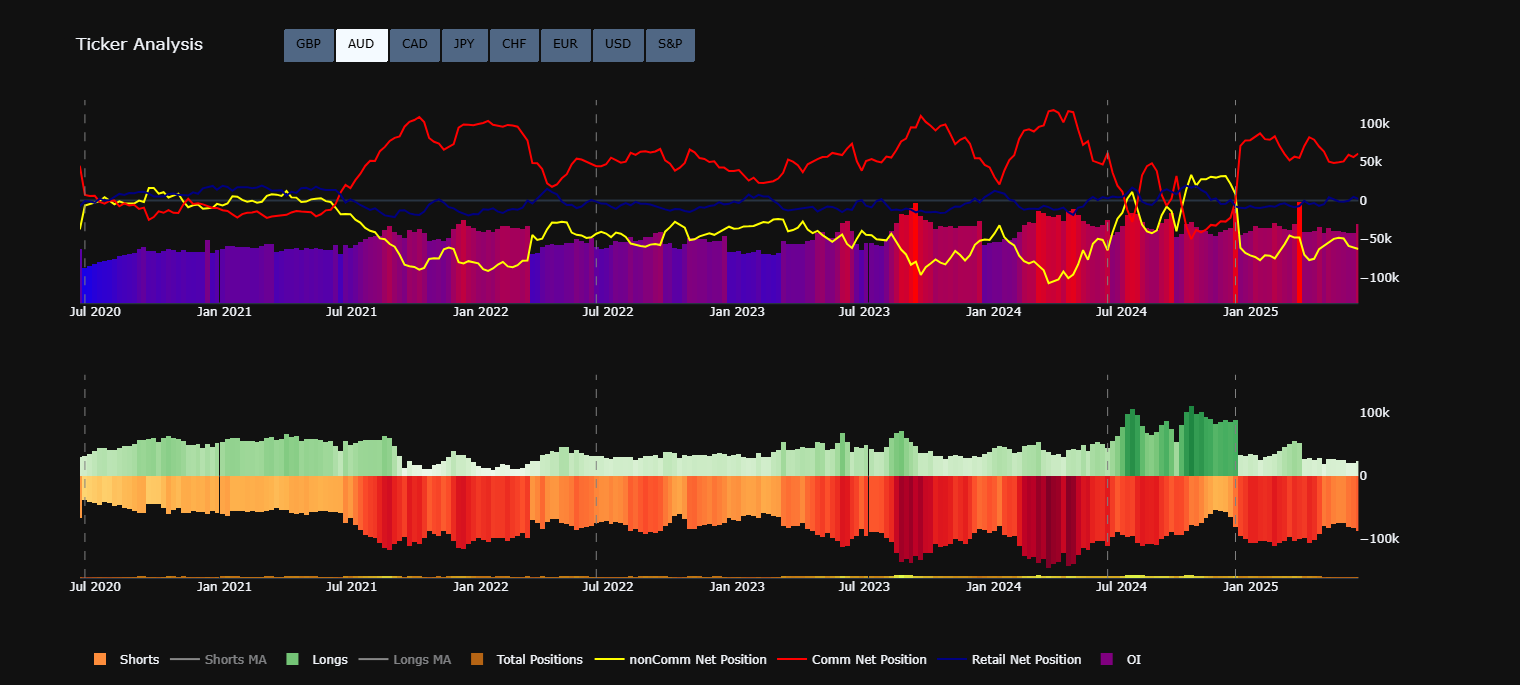 Ticker Analysis GBP AUD CAD JPY CHF EUR USD S&P
100k
50k
0
−50k
−100k
Jul 2020 Jan 2021 Jul 2021 Jan 2022 Jul 2022 Jan 2023 Jul 2023 Jan 2024 Jul 2024 Jan 2025
100k
0
−100k
Jul 2020 Jan 2021 Jul 2021 Jan 2022 Jul 2022 Jan 2023 Jul 2023 Jan 2024 Jul 2024 Jan 2025
Shorts Shorts MA Longs Longs MA Total Positions nonComm Net Position Comm Net Position Retail Net Position OI